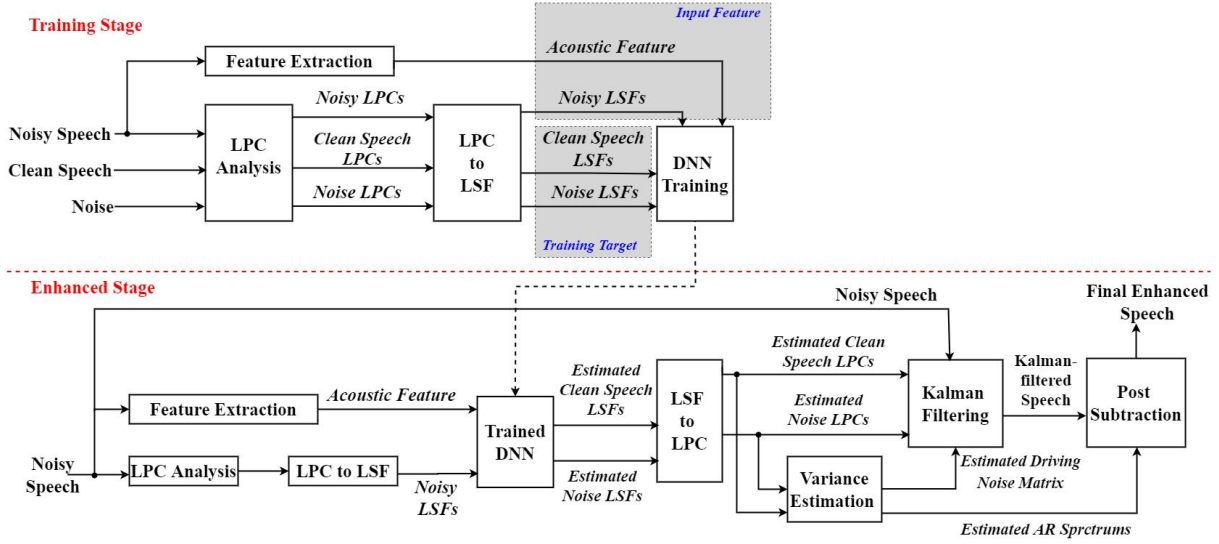 Training Stage
Input Feature
Acoustic Feature
Feature Extraction
Noisy LPCs
Noisy LSFs
Noisy Speech
LPC
Analysis
Clean Speech
LPCs
LPC
to
LSF
Clean Speech
LSFs
DNN
Training
Clean Speech
Noise LPCs
Noise LSFs
Noise
Training Target
Enhanced Stage
Noisy Speech
Final Enhanced
Speech
Estimated Clean
Speech LPCs
Kalman-
filtered
Speech
Estimated
Clean Speech
LSFs
LSF
to
LPC
Kalman
Filtering
Post
Subtraction
Feature Extraction
Acoustic Feature
Trained
DNN
Estimated
Noise LPCs
Noisy
Speech
LPC Analysis
LPC to LSF
Noisy
LSFs
Estimated
Noise LSFs
Variance
Estimation
Estimated Driving
Noise Matrix
Estimated AR Sprctrums